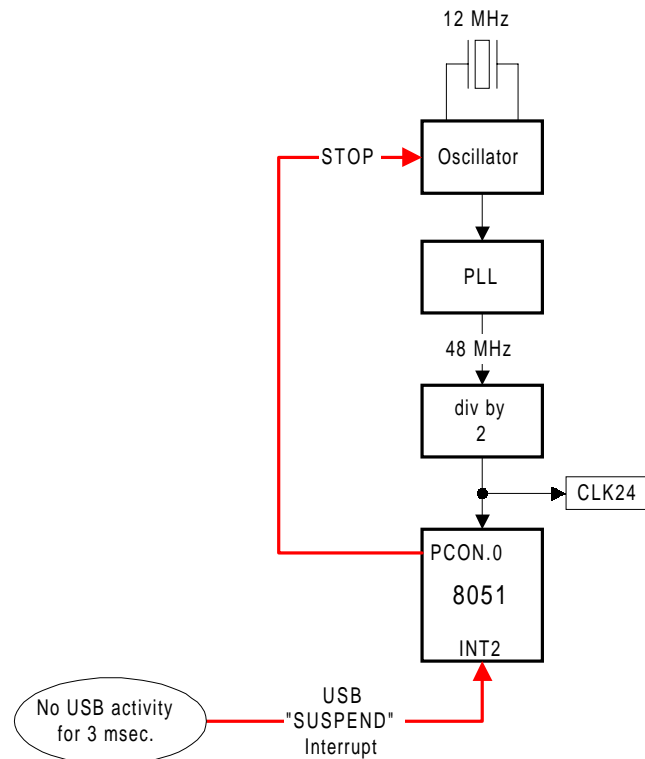 12 MHz
STOP
Oscillator
PLL
48 MHz
div by
2
CLK24
PCON.0
8051
INT2
No USB activity
for 3 msec.
USB
"SUSPEND"
Interrupt